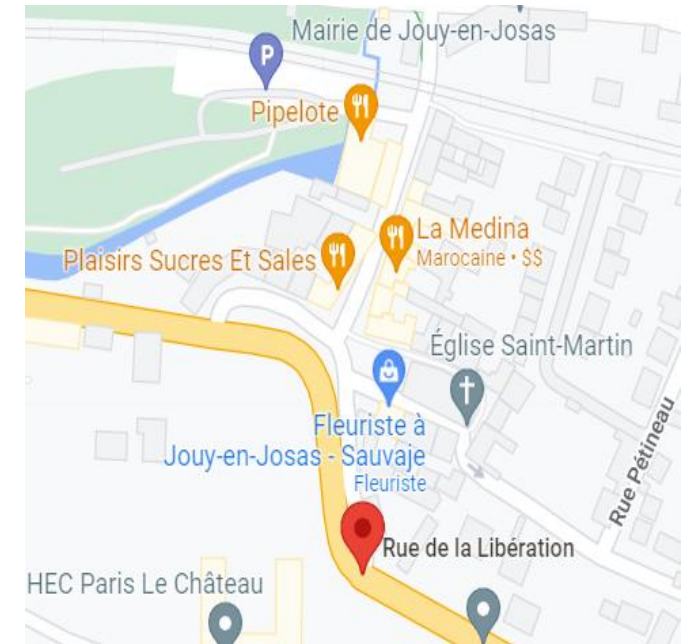 Mairie de Jouy-en-Josas
P
Pipelote
La Medina
Marocaine • $$
Plaisirs Sucres Et Sales
Église Saint-Martin
Fleuriste à
Jouy-en-Josas - Sauvaje
Fleuriste
Rue Pétineau
Rue de la Libération
HEC Paris Le Château